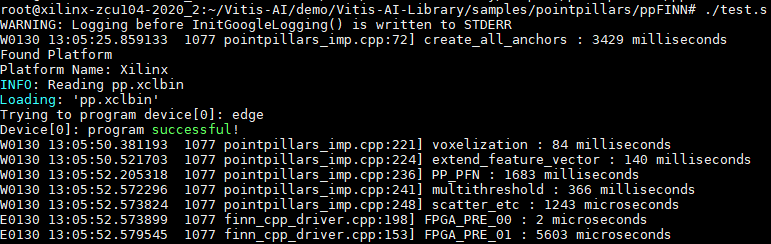 root@xilinx-zcu104-2020_2:~/Vitis-AI/demo/Vitis-AI-Library/samples/pointpillars/ppFINN# ./test.s
WARNING: Logging before InitGoogleLogging() is written to STDERR
W0130 13:05:25.859133  1077 pointpillars_imp.cpp:72] create_all_anchors : 3429 milliseconds
Found Platform
Platform Name: Xilinx
INFO: Reading pp.xclbin
Loading: 'pp.xclbin'
Trying to program device[0]: edge
Device[0]: program successful!
W0130 13:05:50.381193  1077 pointpillars_imp.cpp:221] voxelization : 84 milliseconds
W0130 13:05:50.521703  1077 pointpillars_imp.cpp:224] extend_feature_vector : 140 milliseconds
W0130 13:05:52.205318  1077 pointpillars_imp.cpp:236] PP_PFN : 1683 milliseconds
W0130 13:05:52.572296  1077 pointpillars_imp.cpp:241] multithreshold : 366 milliseconds
W0130 13:05:52.573824  1077 pointpillars_imp.cpp:248] scatter_etc : 1243 microseconds
E0130 13:05:52.573899  1077 finn_cpp_driver.cpp:198] FPGA_PRE_00 : 2 microseconds
E0130 13:05:52.579545  1077 finn_cpp_driver.cpp:153] FPGA_PRE_01 : 5603 microseconds